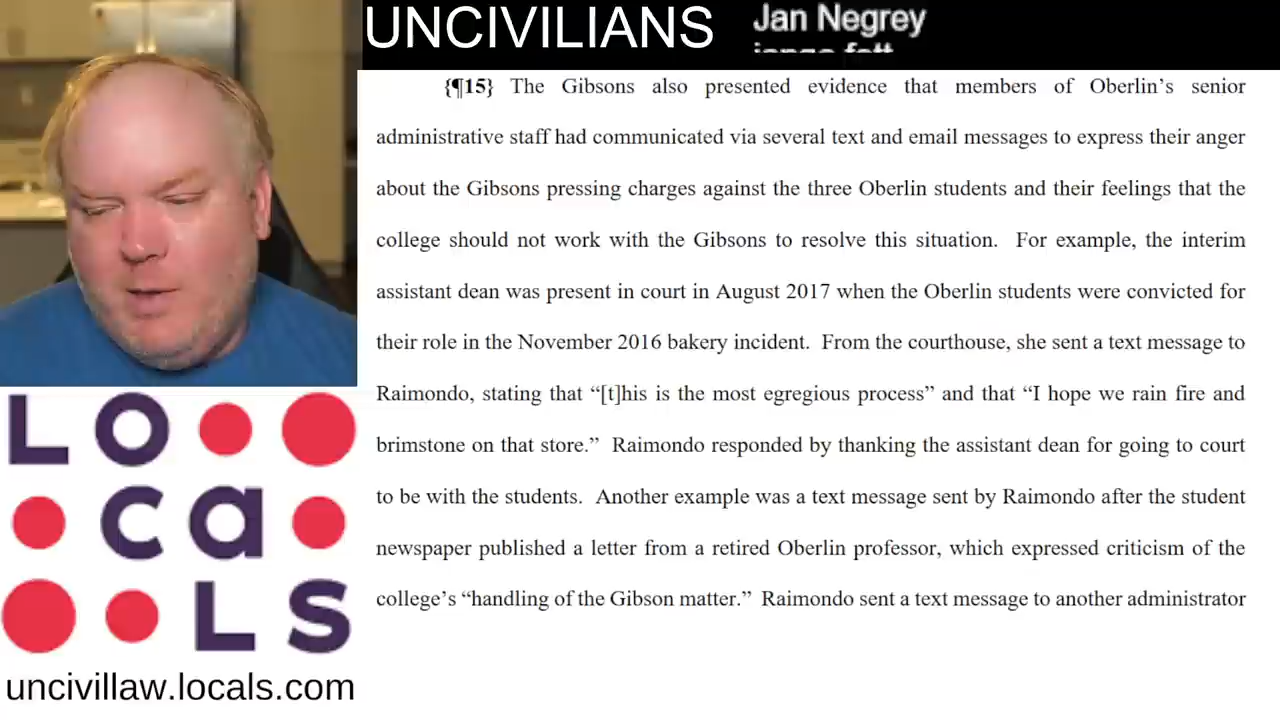 UNCIVILIANS
Jan Negrey
jango fett
{¶15} The Gibsons also presented evidence that members of Oberlin’s senior
administrative staff had communicated via several text and email messages to express their anger
about the Gibsons pressing charges against the three Oberlin students and their feelings that the
college should not work with the Gibsons to resolve this situation. For example, the interim
assistant dean was present in court in August 2017 when the Oberlin students were convicted for
their role in the November 2016 bakery incident. From the courthouse, she sent a text message to
Raimondo, stating that “[t]his is the most egregious process” and that “I hope we rain fire and
brimstone on that store.” Raimondo responded by thanking the assistant dean for going to court
to be with the students. Another example was a text message sent by Raimondo after the student
newspaper published a letter from a retired Oberlin professor, which expressed criticism of the
college’s “handling of the Gibson matter.” Raimondo sent a text message to another administrator
LO
ca
LS
uncivillaw.locals.com